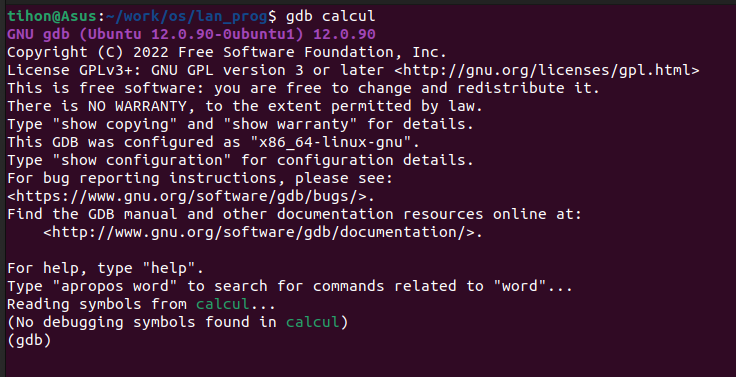 tihon@Asus:~/work/os/lan_prog$ gdb calcul
GNU gdb (Ubuntu 12.0.90-0ubuntu1) 12.0.90
Copyright (C) 2022 Free Software Foundation, Inc.
License GPLv3+: GNU GPL version 3 or later <http://gnu.org/licenses/gpl.html>
This is free software: you are free to change and redistribute it.
There is NO WARRANTY, to the extent permitted by law.
Type "show copying" and "show warranty" for details.
This GDB was configured as "x86_64-linux-gnu".
Type "show configuration" for configuration details.
For bug reporting instructions, please see:
<https://www.gnu.org/software/gdb/bugs/>.
Find the GDB manual and other documentation resources online at:
    <http://www.gnu.org/software/gdb/documentation/>.

For help, type "help".
Type "apropos word" to search for commands related to "word"...
Reading symbols from calcul...
(No debugging symbols found in calcul)
(gdb)